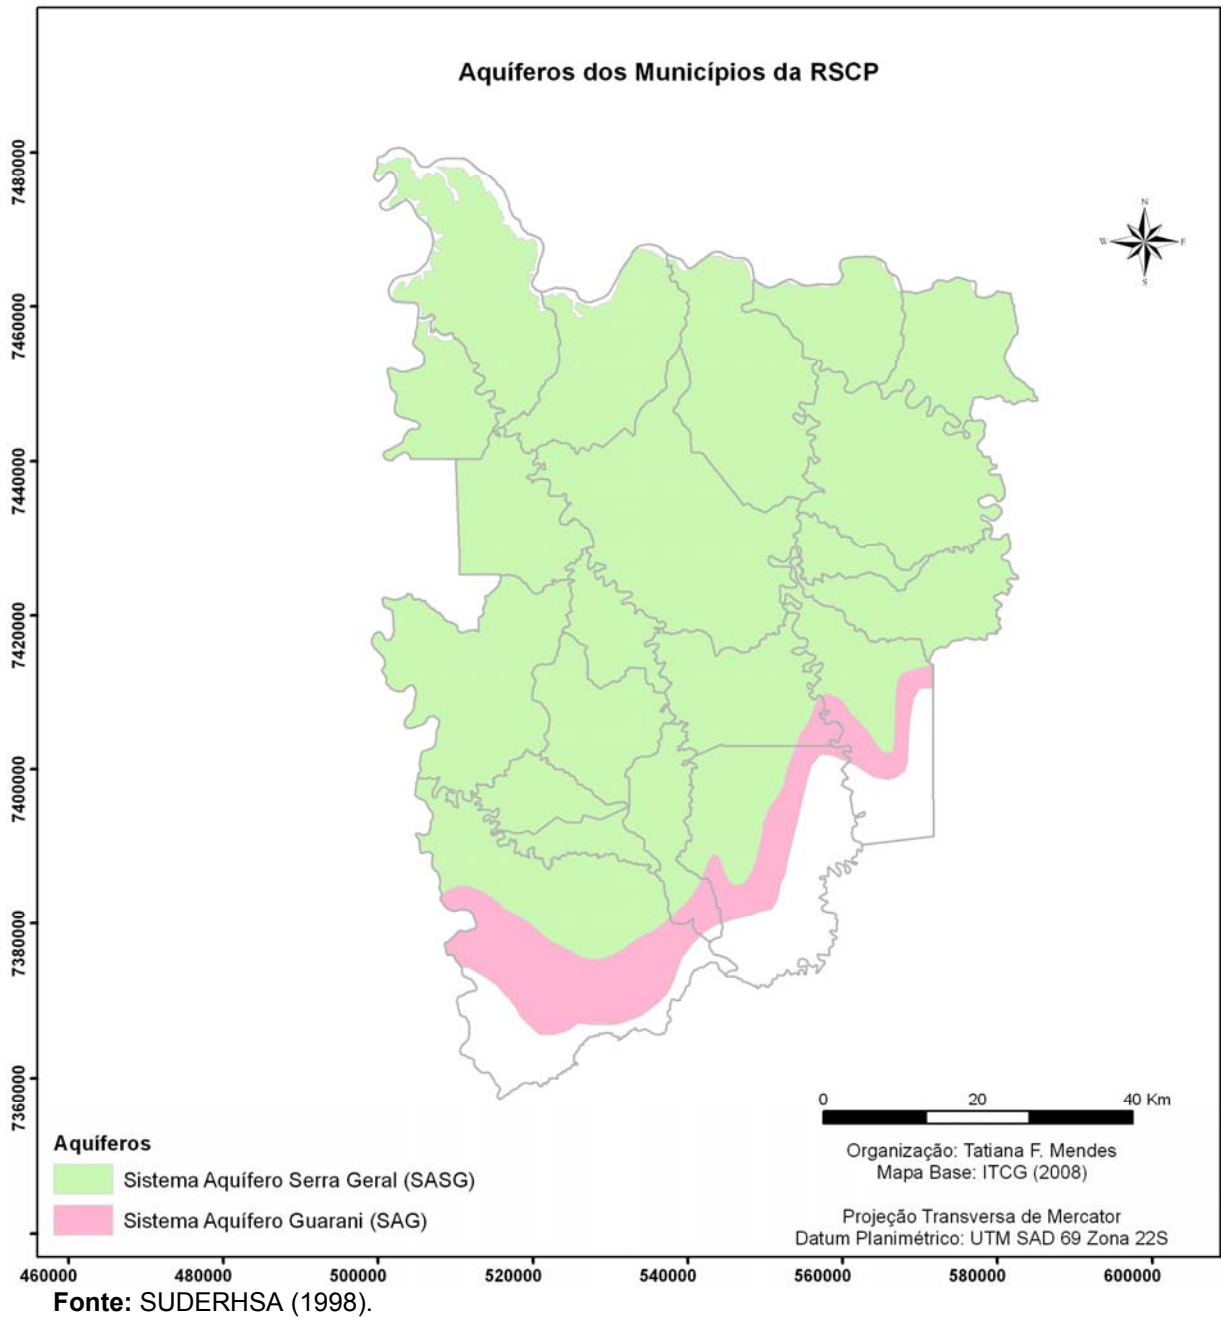 Aquíferos dos Municípios da RSCP
7480000
7460000
7440000
7420000
7400000
7380000
7360000
N
W
E
S
0 20 40 Km
Organização: Tatiana F. Mendes
Mapa Base: ITCG (2008)
Projeção Transversa de Mercator
Datum Planimétrico: UTM SAD 69 Zona 22S
Aquíferos
Sistema Aquífero Serra Geral (SASG)
Sistema Aquífero Guarani (SAG)
460000 480000 500000 520000 540000 560000 580000 600000
Fonte: SUDERHSA (1998).